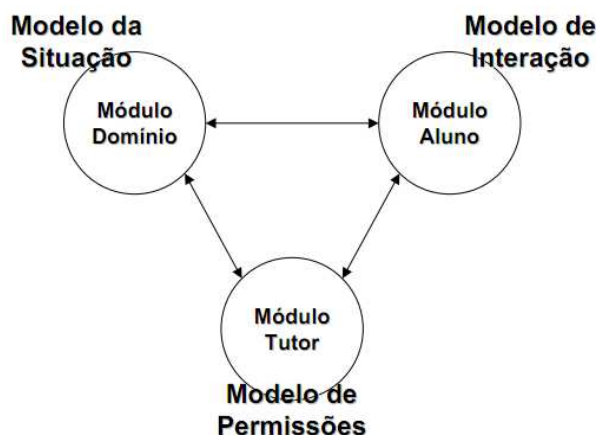 Modelo da
Situação
Modelo de
Interação
Módulo
Domínio
Módulo
Aluno
Módulo
Tutor
Modelo de
Permissões